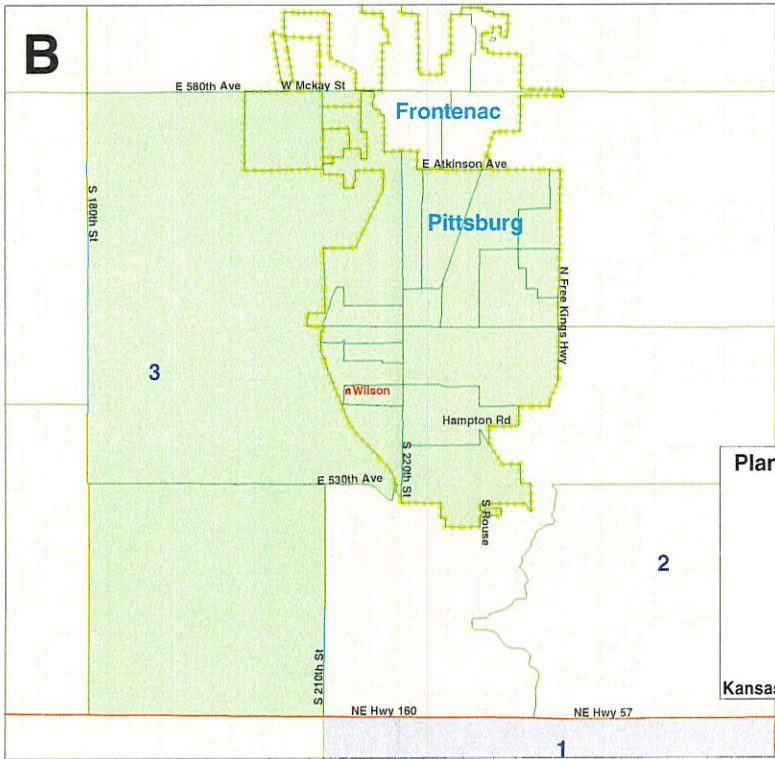 B
E 580th Ave
W Mckay St
Frontenac
E Atkinson Ave
S 180th St
Pittsburg
N Free Kings Hwy
3
Wilson
Hampton Rd
S 220th St
E 530th Ave
Plan
S Rouse
2
S 210th St
Kansas
NE Hwy 160
NE Hwy 57
1